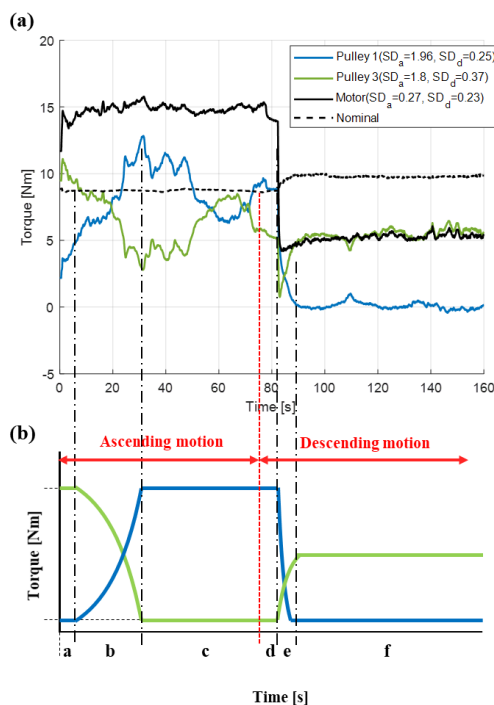 (a)
20
15
10
5
0
-5
Torque [Nm]
Pulley 1(SDa=1.96, SDd=0.25)
Pulley 3(SDa=1.8, SDd=0.37)
Motor(SDa=0.27, SDd=0.23)
Nominal
0 20 40 60 80 100 120 140 160
Time [s]
(b)
Ascending motion Descending motion
Torque [Nm]
a b c d e f
Time [s]